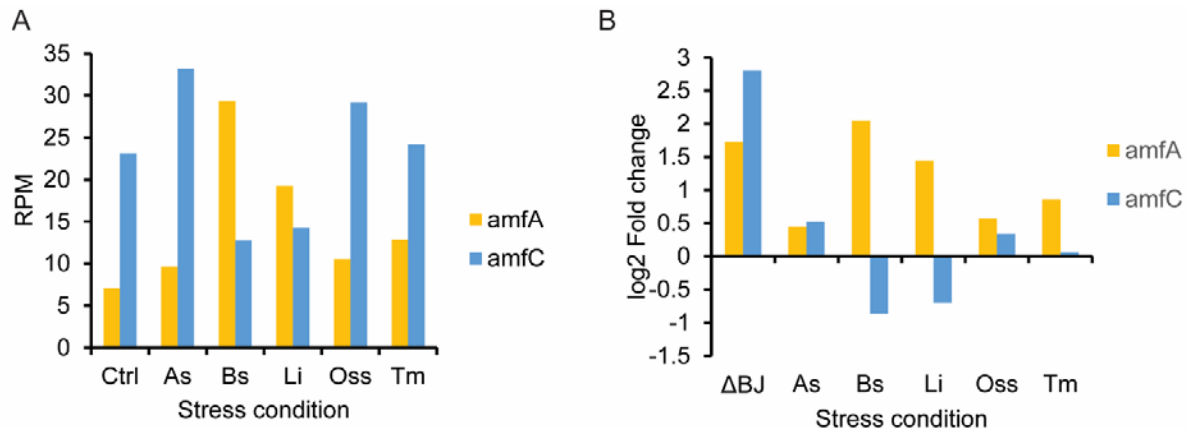 A
RPM
35
30
25
20
15
10
5
0
Ctrl As Bs Li Oss Tm
Stress condition
amfA
amfC
B
log2 Fold change
3
2.5
2
1.5
1
0.5
0
-0.5
-1
-1.5
ΔBJ As Bs Li Oss Tm
Stress condition
amfA
amfC